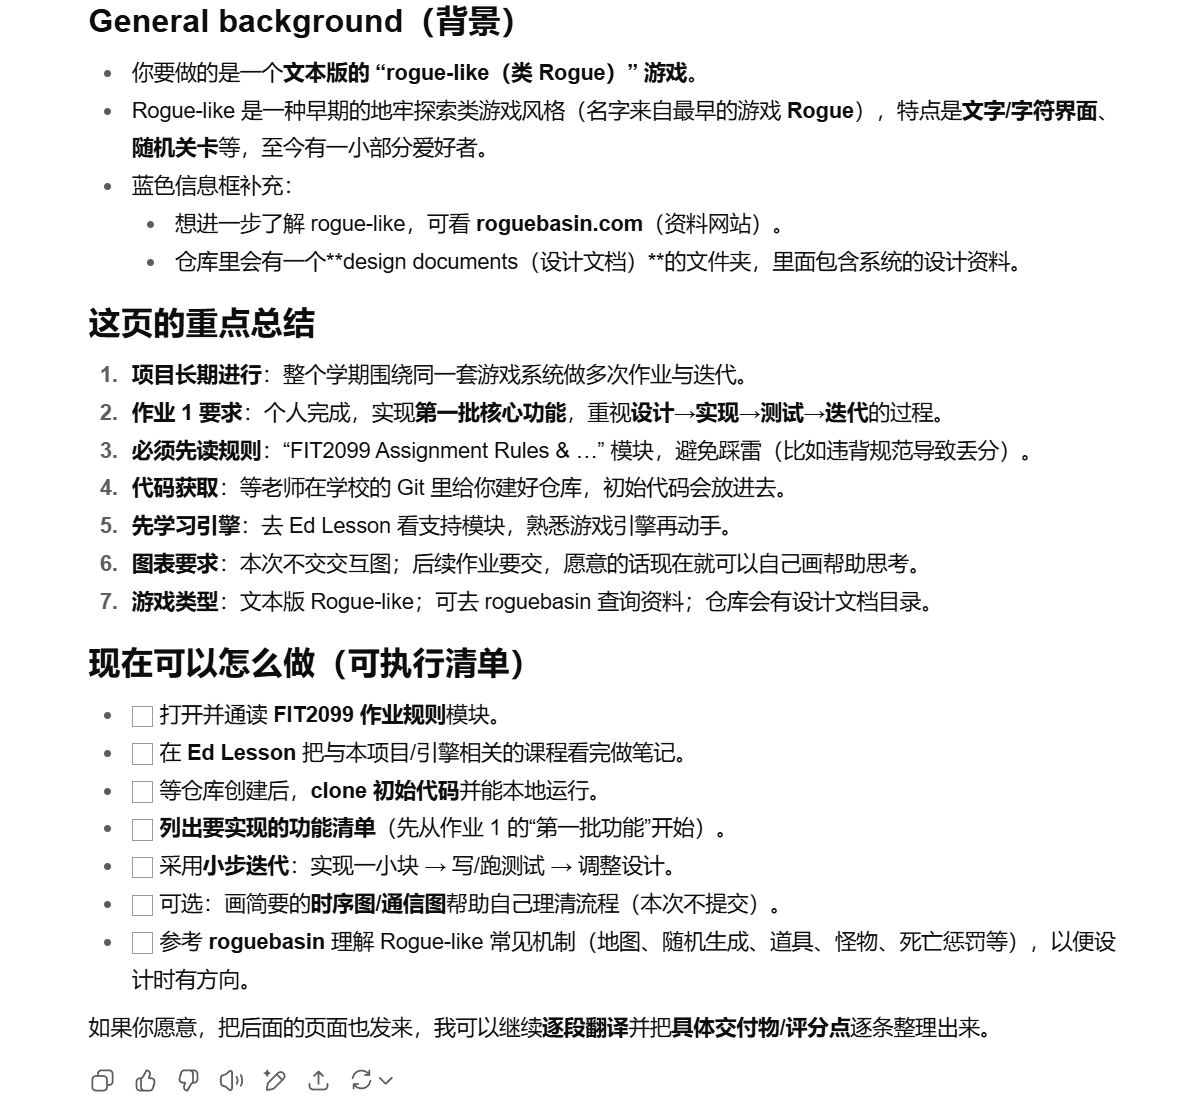 General background（背景）
你要做的是一个文本版的 “rogue-like（类 Rogue）” 游戏。
Rogue-like 是一种早期的地牢探索类游戏风格（名字来自最早的游戏 Rogue），特点是文字/字符界面、
随机关卡等，至今有一小部分爱好者。
蓝色信息框补充：
想进一步了解 rogue-like，可看 roguebasin.com（资料网站）。
仓库里会有一个**design documents（设计文档）**的文件夹，里面包含系统的设计资料。
这页的重点总结
1. 项目长期进行：整个学期围绕同一套游戏系统做多次作业与迭代。
2. 作业 1 要求：个人完成，实现第一批核心功能，重视设计→实现→测试→迭代的过程。
3. 必须先读规则：“FIT2099 Assignment Rules & …” 模块，避免踩雷（比如违背规范导致丢分）。
4. 代码获取：等老师在学校的 Git 里给你建好仓库，初始代码会放进去。
5. 先学习引擎：去 Ed Lesson 看支持模块，熟悉游戏引擎再动手。
6. 图表要求：本次不交交互图；后续作业要交，愿意的话现在就可以自己画帮助思考。
7. 游戏类型：文本版 Rogue-like；可去 roguebasin 查询资料；仓库会有设计文档目录。
现在可以怎么做（可执行清单）
打开并通读 FIT2099 作业规则模块。
在 Ed Lesson 把与本项目/引擎相关的课程看完做笔记。
等仓库创建后，clone 初始代码并能本地运行。
列出要实现的功能清单（先从作业 1 的“第一批功能”开始）。
采用小步迭代：实现一小块 → 写/跑测试 → 调整设计。
可选：画简要的时序图/通信图帮助自己理清流程（本次不提交）。
参考 roguebasin 理解 Rogue-like 常见机制（地图、随机生成、道具、怪物、死亡惩罚等），以便设
计时有方向。
如果你愿意，把后面的页面也发来，我可以继续逐段翻译并把具体交付物/评分点逐条整理出来。